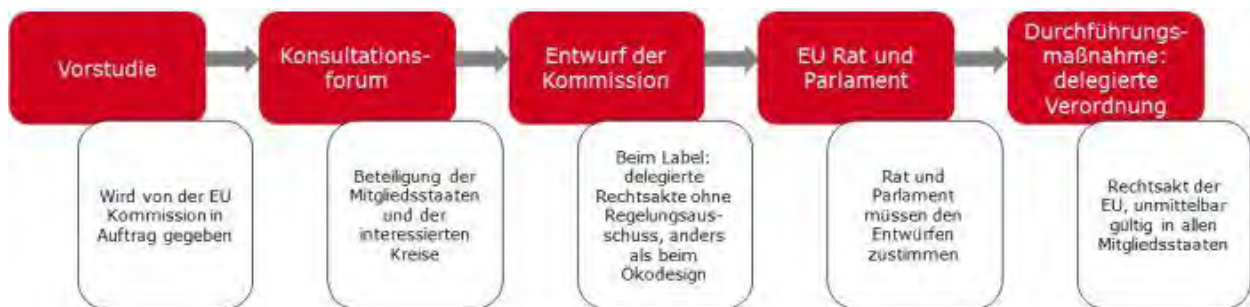 Vorstudie
Wird von der EU
Kommission in
Auftrag gegeben
Konsultations-
forum
Beteiligung der
Mitgliedsstaaten
und der
interessierten
Kreise
Entwurf der
Kommission
Beim Label:
delegierte
Rechtsakte ohne
Regelungsaus-
schuss, anders
als beim
Ökodesign
EU Rat und
Parlament
Rat und
Parlament
müssen den
Entwürfen
zustimmen
Durchführungs-
maßnahme:
delegierte
Verordnung
Rechtsakt der
EU, unmittelbar
gültig in allen
Mitgliedsstaaten